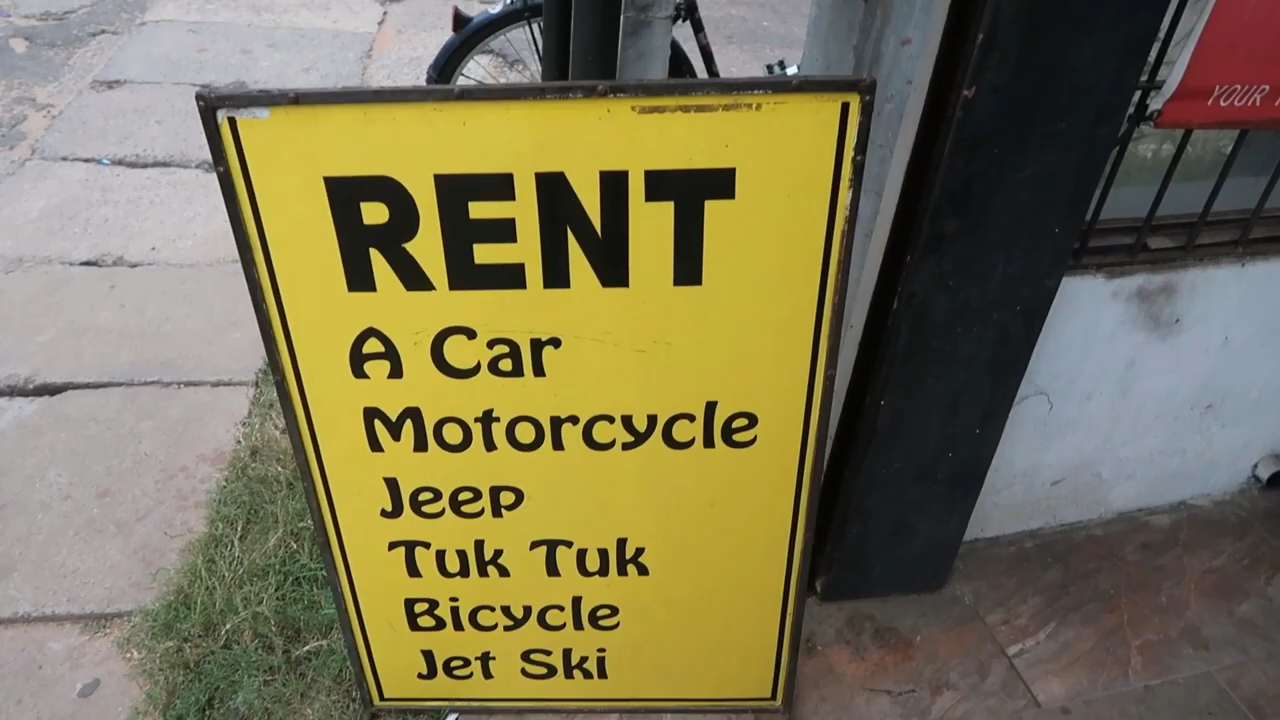 RENT
A Car
Motorcycle
Jeep
Tuk Tuk
Bicycle
Jet Ski
YOUR